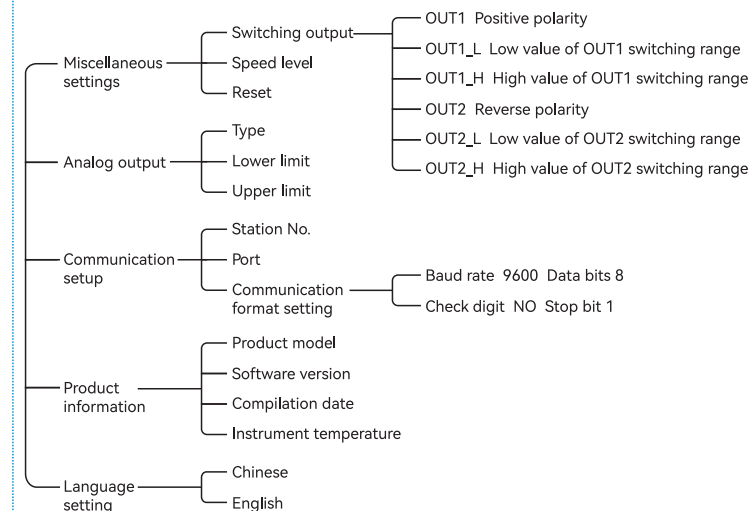 Miscellaneous
settings
Switching output
OUT1  Positive polarity
OUT1_L  Low value of OUT1 switching range
OUT1_H  High value of OUT1 switching range
OUT2  Reverse polarity
OUT2_L  Low value of OUT2 switching range
OUT2_H  High value of OUT2 switching range
Speed level
Reset
Analog output
Type
Lower limit
Upper limit
Communication
setup
Station No.
Port
Communication
format setting
Baud rate  9600  Data bits 8
Check digit  NO  Stop bit 1
Product
information
Product model
Software version
Compilation date
Instrument temperature
Language
setting
Chinese
English